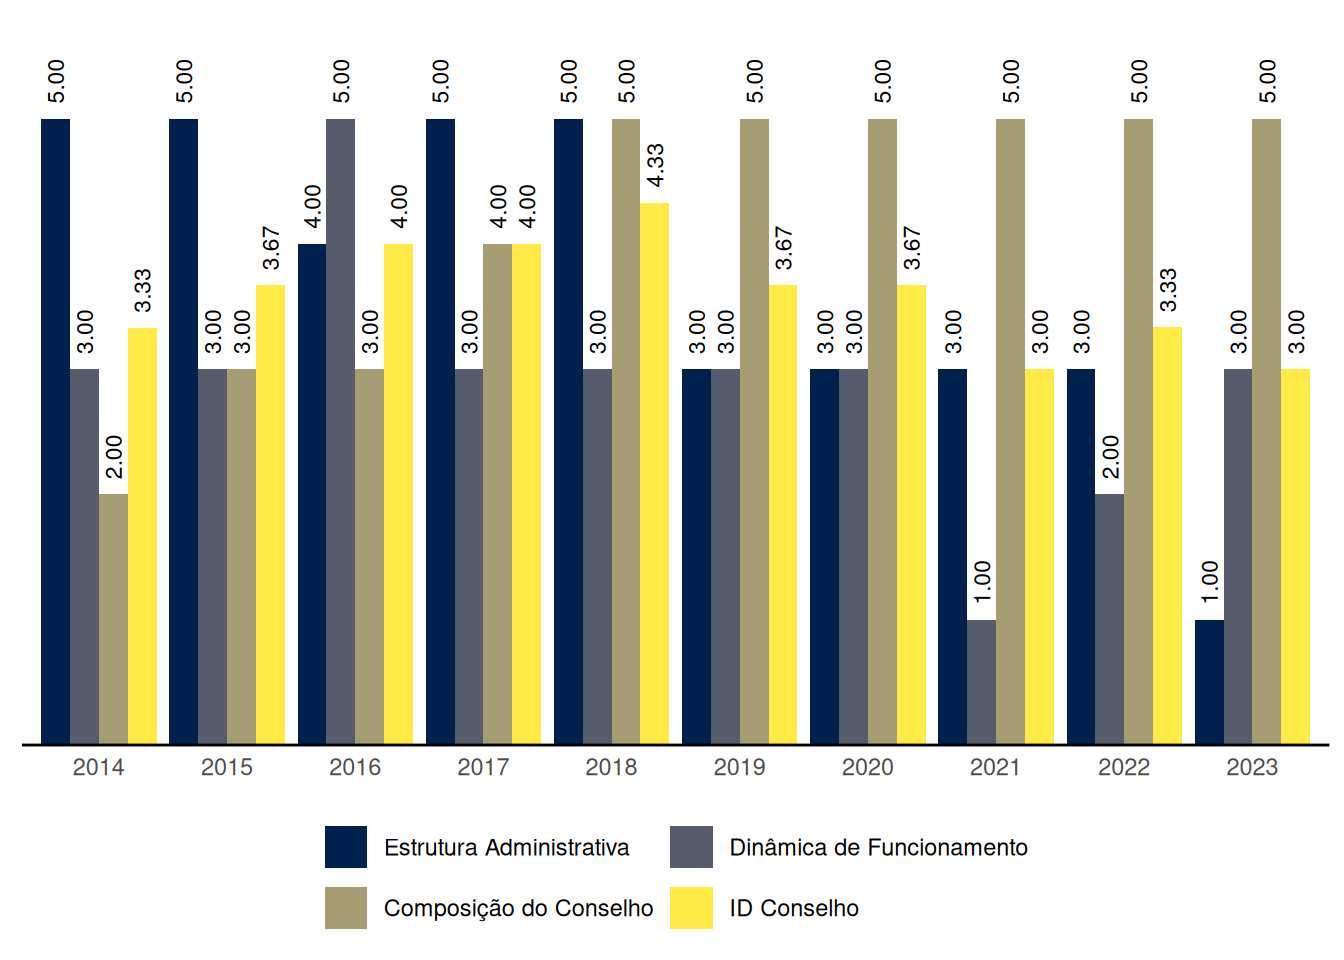 5.00 3.00 2.00 3.33 5.00 3.00 3.00 3.67 4.00 5.00 3.00 4.00 5.00 3.00 4.00 4.00 5.00 3.00 5.00 4.33 3.00 3.00 5.00 3.67 3.00 3.00 5.00 3.67 3.00 1.00 5.00 3.00 3.00 2.00 5.00 3.33 1.00 3.00 5.00 3.00
2014 2015 2016 2017 2018 2019 2020 2021 2022 2023
Estrutura Administrativa Dinâmica de Funcionamento
Composição do Conselho ID Conselho